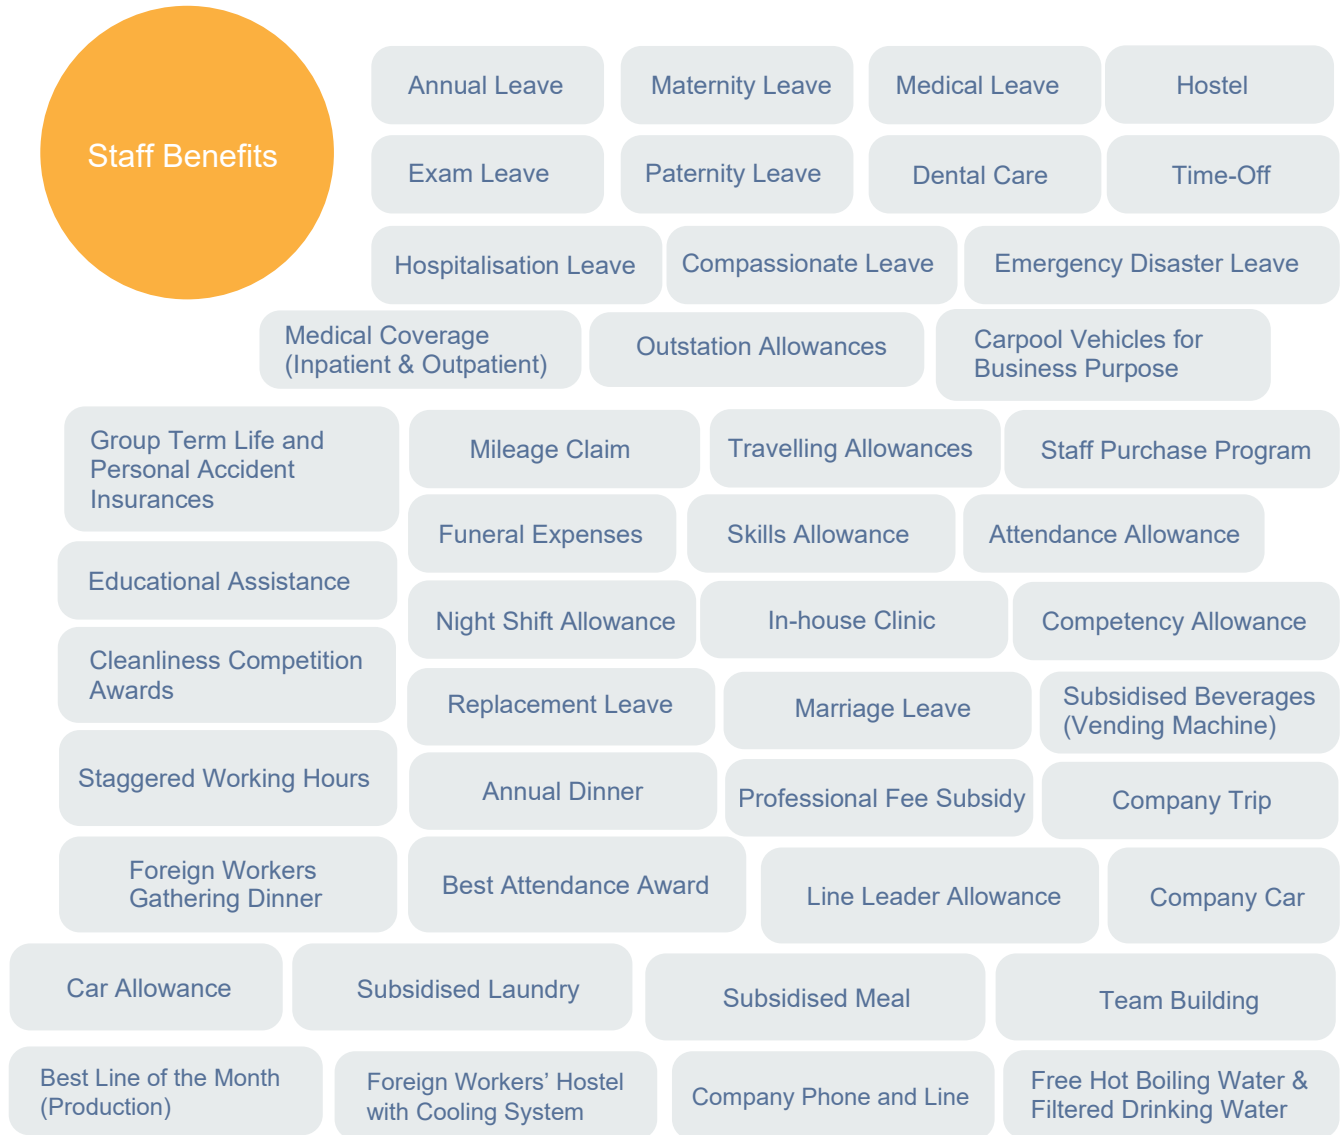 Staff Benefits
Annual Leave
Maternity Leave
Medical Leave
Hostel
Exam Leave
Paternity Leave
Dental Care
Time-Off
Hospitalisation Leave
Compassionate Leave
Emergency Disaster Leave
Medical Coverage
(Inpatient & Outpatient)
Outstation Allowances
Carpool Vehicles for
Business Purpose
Group Term Life and
Personal Accident
Insurances
Mileage Claim
Travelling Allowances
Staff Purchase Program
Funeral Expenses
Skills Allowance
Attendance Allowance
Educational Assistance
Night Shift Allowance
In-house Clinic
Competency Allowance
Cleanliness Competition
Awards
Replacement Leave
Marriage Leave
Subsidised Beverages
(Vending Machine)
Staggered Working Hours
Annual Dinner
Professional Fee Subsidy
Company Trip
Foreign Workers
Gathering Dinner
Best Attendance Award
Line Leader Allowance
Company Car
Car Allowance
Subsidised Laundry
Subsidised Meal
Team Building
Best Line of the Month
(Production)
Foreign Workers’ Hostel
with Cooling System
Company Phone and Line
Free Hot Boiling Water &
Filtered Drinking Water